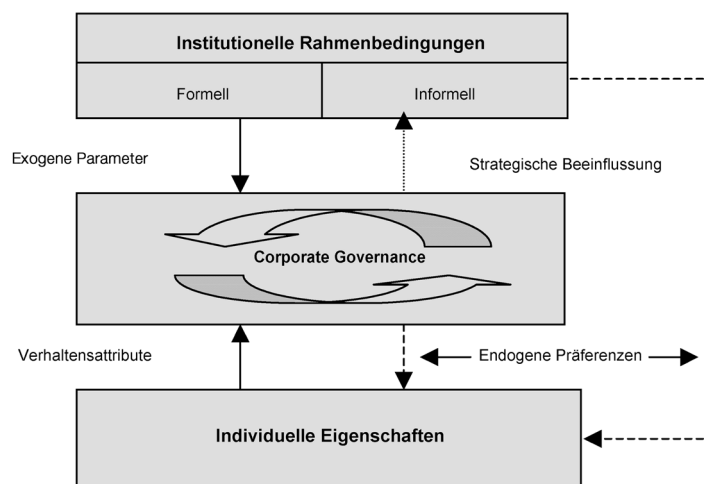 Institutionelle Rahmenbedingungen
Formell
Informell
Exogene Parameter
Strategische Beeinflussung
Corporate Governance
Verhaltensattribute
Endogene Präferenzen
Individuelle Eigenschaften